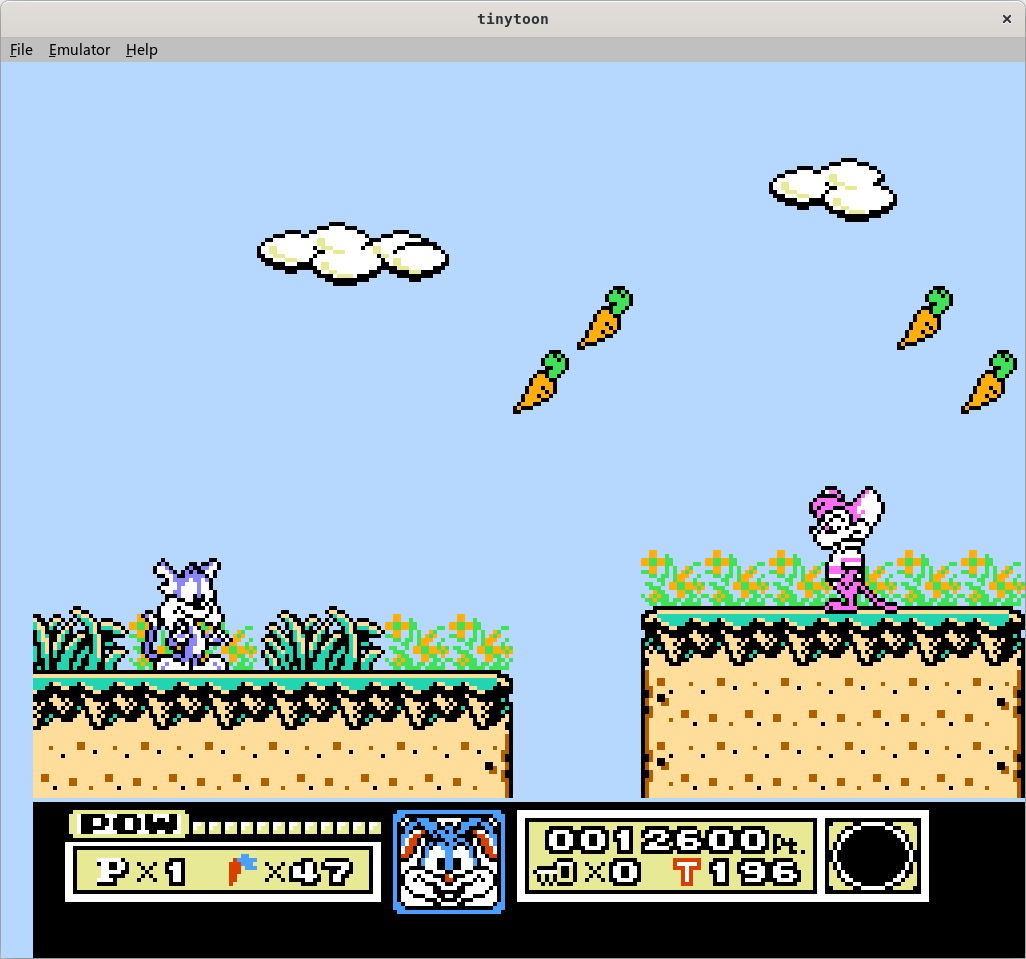 tinytoon
×
File Emulator Help
POW
P×1 ×47
0012600Pt.
×0 T196